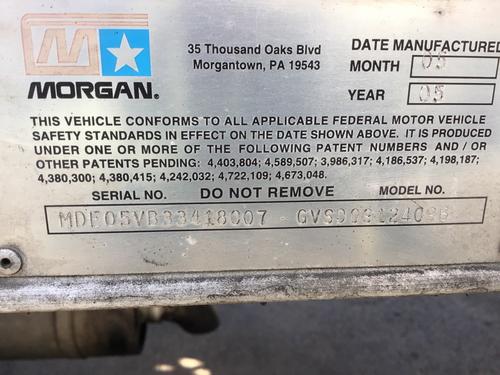 MORGAN®
35 Thousand Oaks Blvd
Morgantown, PA 19543
DATE MANUFACTURED
MONTH 05
YEAR 05
THIS VEHICLE CONFORMS TO ALL APPLICABLE FEDERAL MOTOR VEHICLE
SAFETY STANDARDS IN EFFECT ON THE DATE SHOWN ABOVE. IT IS PRODUCED
UNDER ONE OR MORE OF THE FOLLOWING PATENT NUMBERS AND / OR
OTHER PATENTS PENDING: 4,403,804; 4,589,507; 3,986,317; 4,186,537; 4,198,187;
4,380,300; 4,380,415; 4,242,032; 4,722,109; 4,673,048.
SERIAL NO. DO NOT REMOVE MODEL NO.